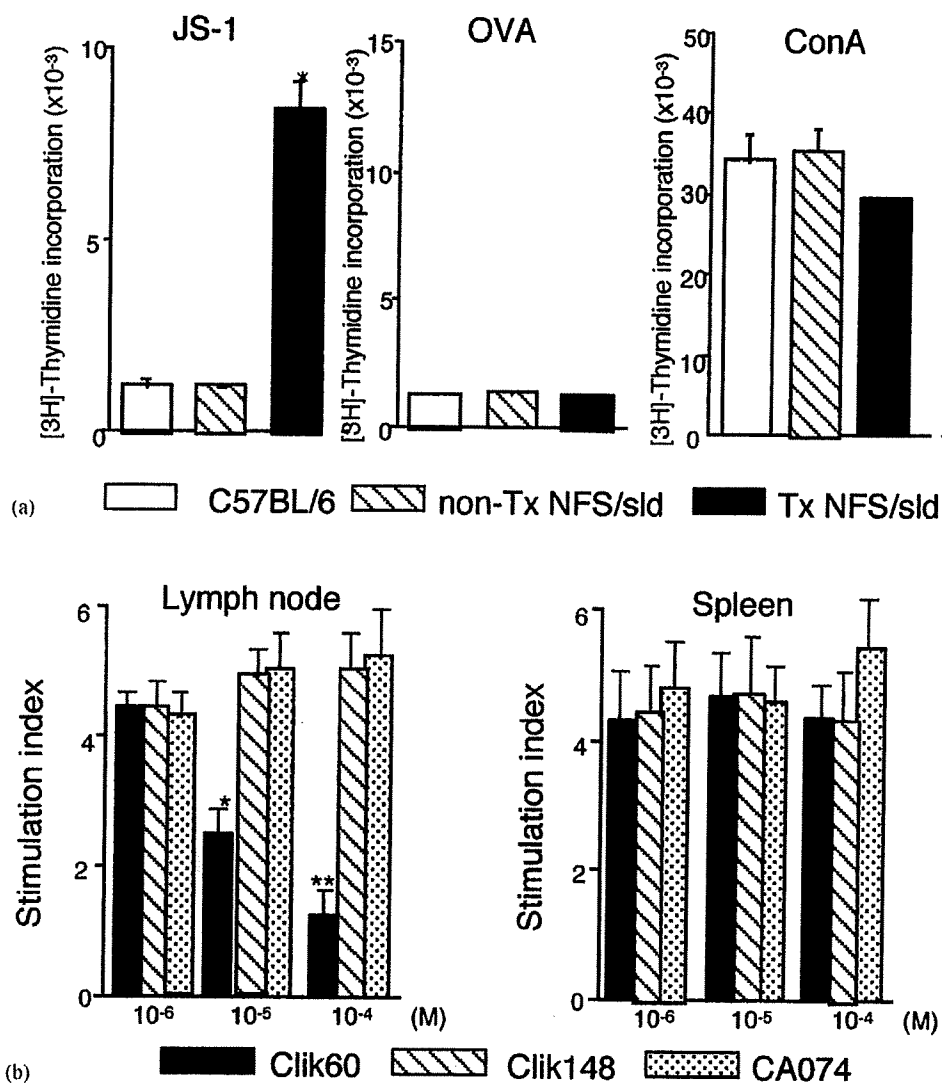 JS-1
OVA
ConA
[3H]-Thymidine incorporation (x10⁻³)
10
5
0
*
[3H]-Thymidine incorporation (x10⁻³)
15
10
5
0
[3H]-Thymidine incorporation (x10⁻³)
50
40
30
20
10
0
(a)
C57BL/6 non-Tx NFS/sld Tx NFS/sld
Lymph node
Spleen
Stimulation index
6
4
2
0
*
**
10⁻⁶ 10⁻⁵ 10⁻⁴ (M)
Stimulation index
6
4
2
0
10⁻⁶ 10⁻⁵ 10⁻⁴ (M)
(b)
Clik60 Clik148 CA074